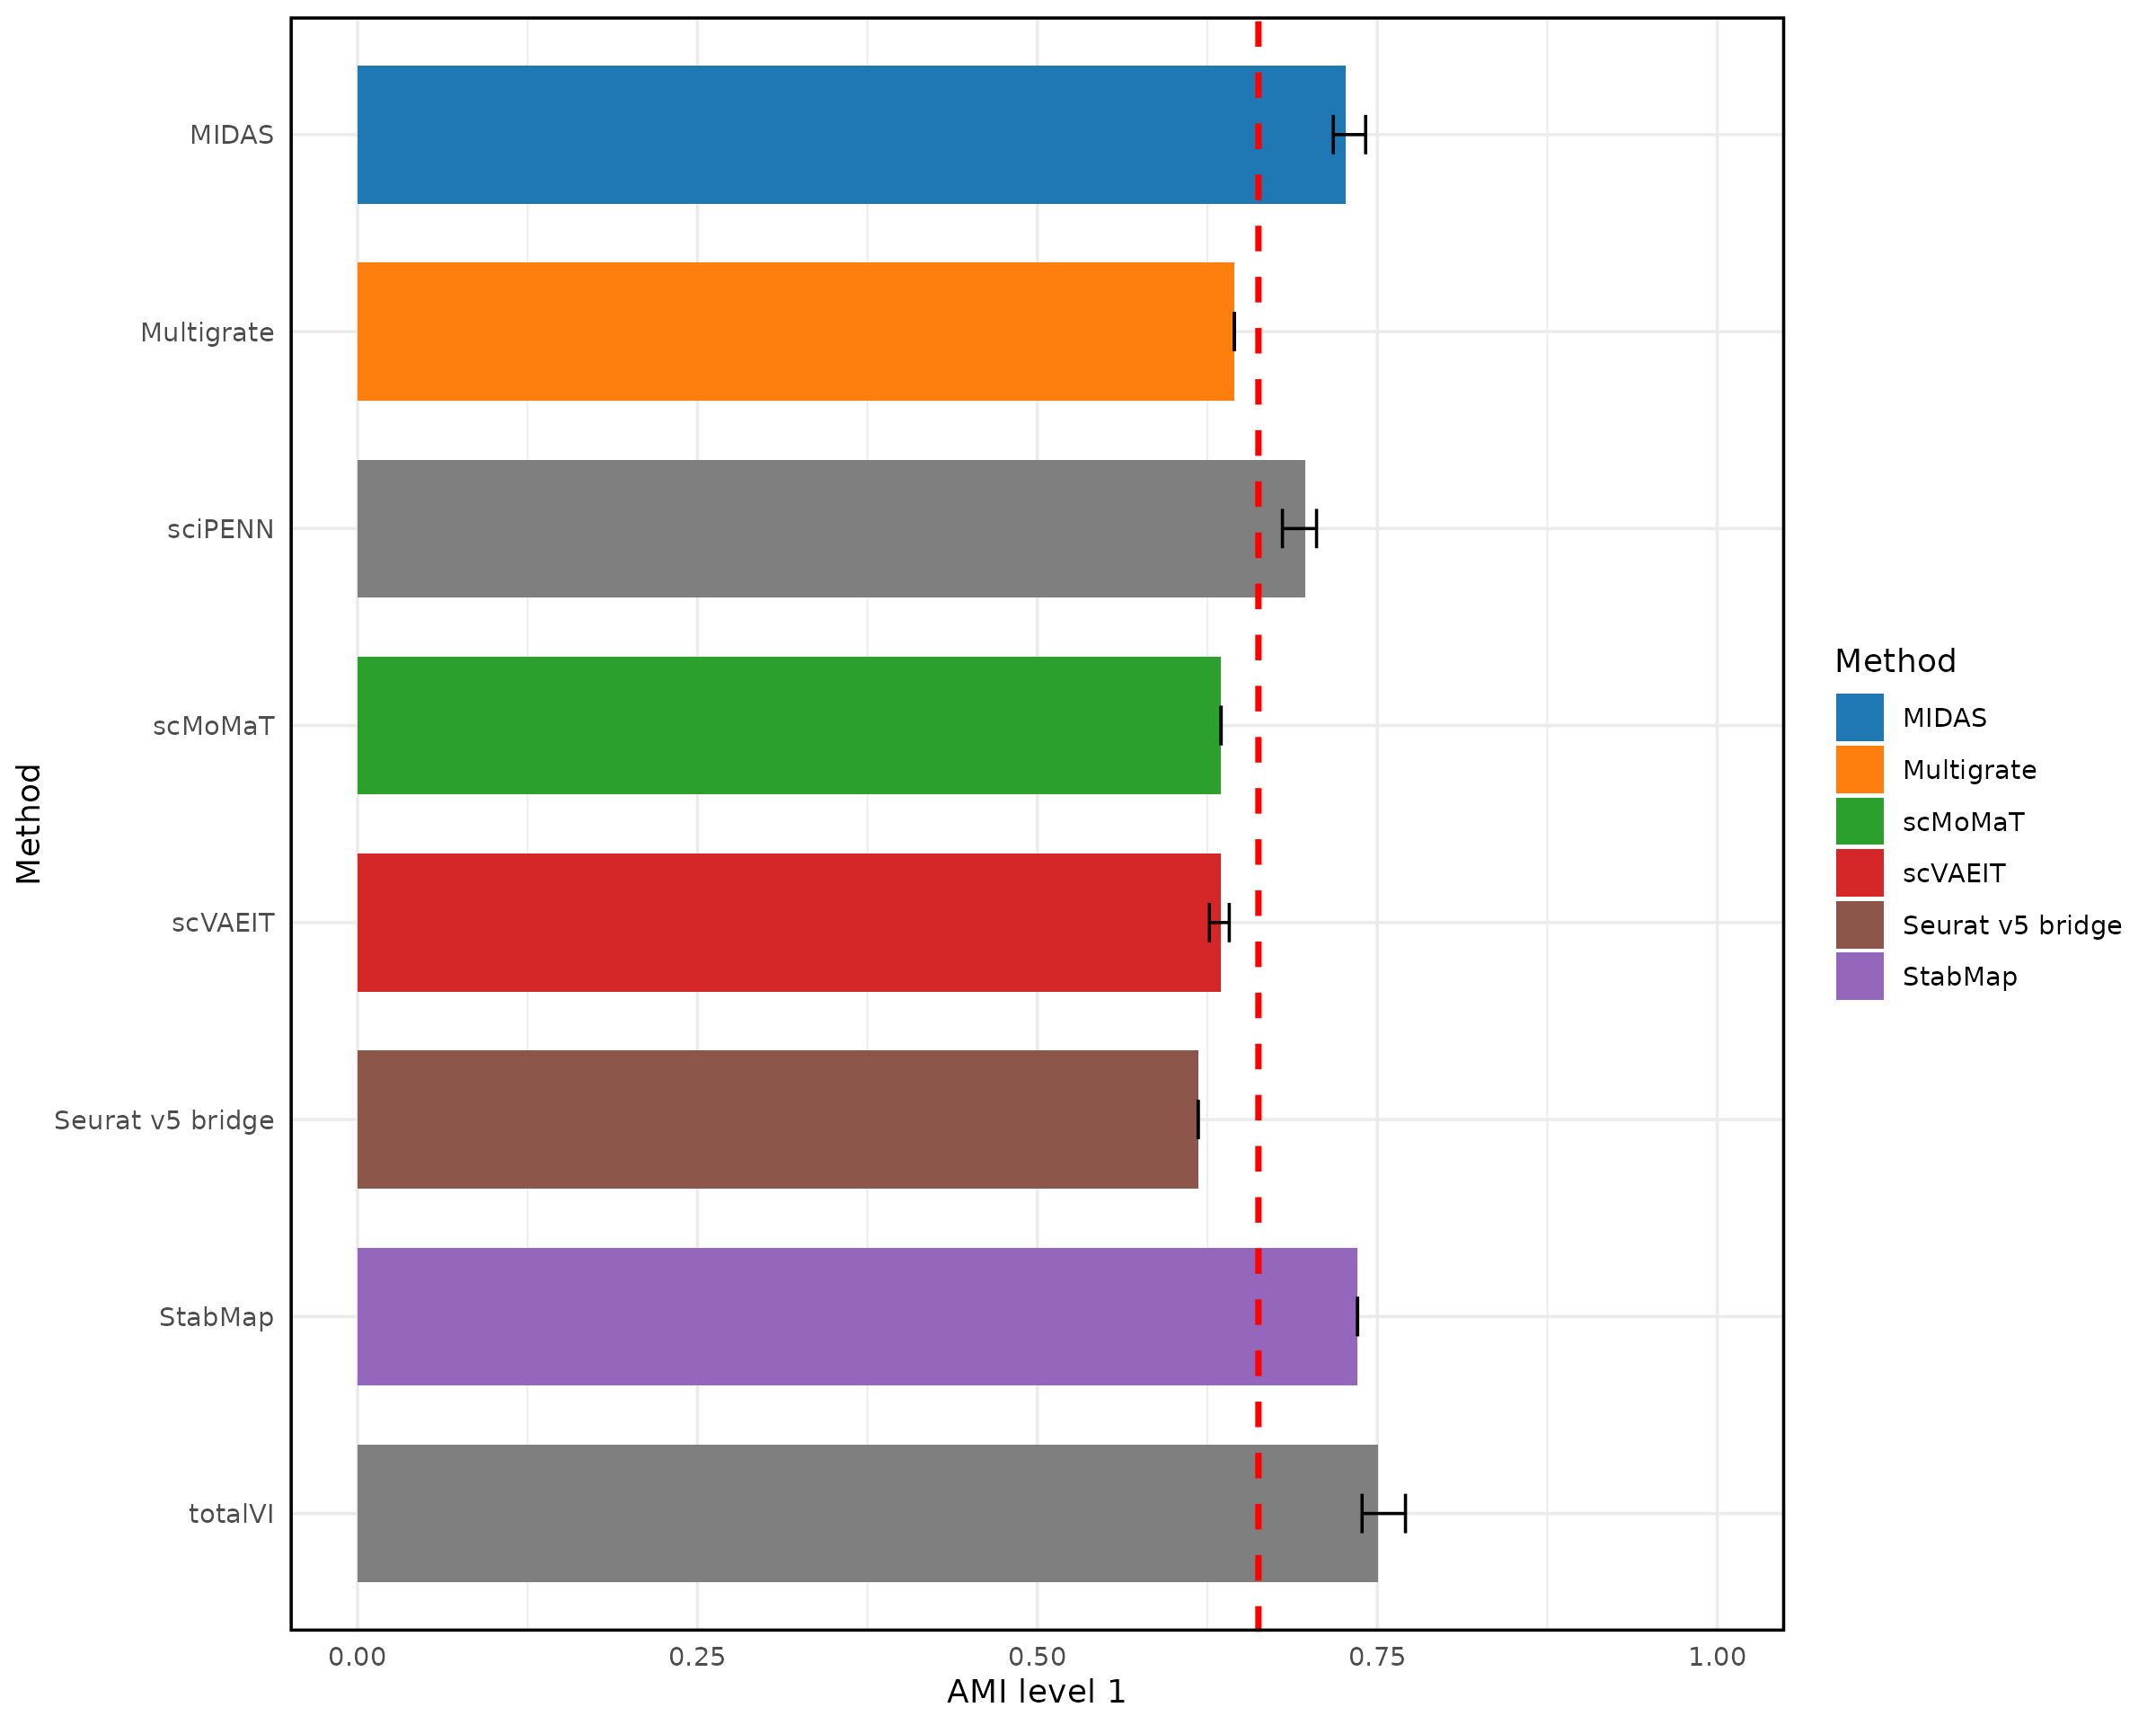 Method
MIDAS
Multigrate
sciPENN
scMoMaT
scVAEIT
Seurat v5 bridge
StabMap
totalVI
0.00
0.25
0.50
0.75
1.00
AMI level 1
Method
MIDAS
Multigrate
scMoMaT
scVAEIT
Seurat v5 bridge
StabMap